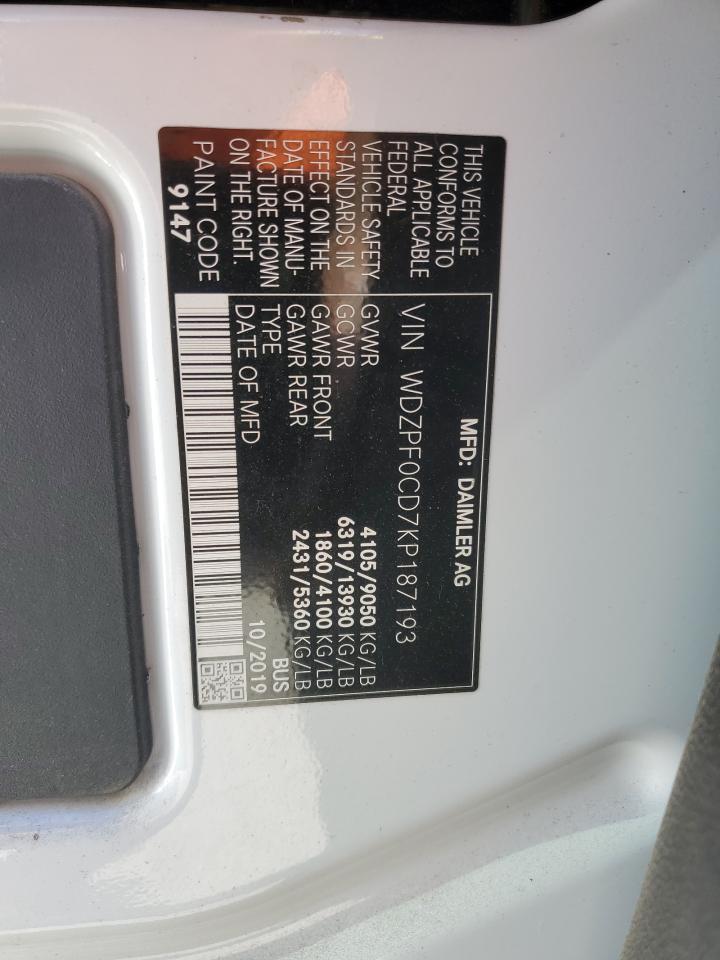 MFD: DAIMLER AG
THIS VEHICLE
CONFORMS TO
ALL APPLICABLE
FEDERAL
VEHICLE SAFETY
STANDARDS IN
EFFECT ON THE
DATE OF MANU-
FACTURE SHOWN
ON THE RIGHT.
PAINT CODE
9147
VIN WDZPF0CD7KP187193
GVWR 4105/9050 KG/LB
GCWR 6319/13930 KG/LB
GAWR FRONT 1860/4100 KG/LB
GAWR REAR 2431/5360 KG/LB
TYPE BUS
DATE OF MFD 10/2019